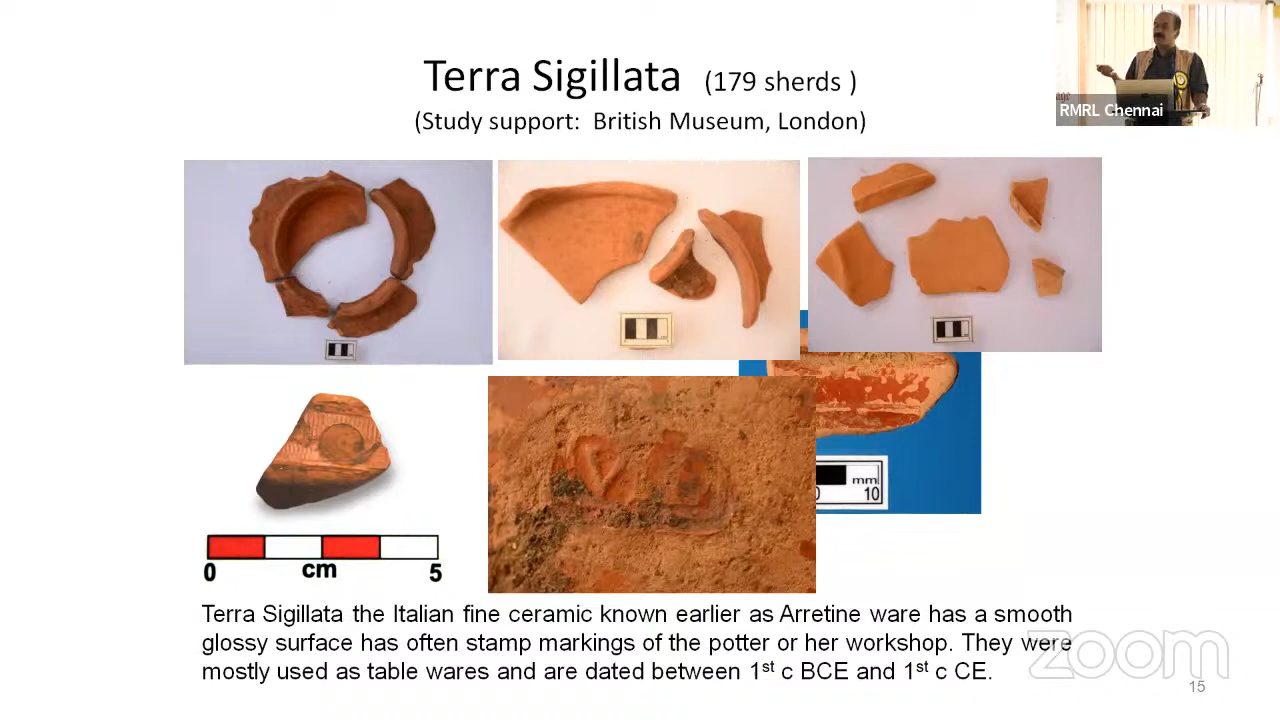 Terra Sigillata (179 sherds )
(Study support: British Museum, London)
RMRL Chennai
mm
0 10
0 cm 5
Terra Sigillata the Italian fine ceramic known earlier as Arretine ware has a smooth
glossy surface has often stamp markings of the potter or her workshop. They were
mostly used as table wares and are dated between 1st c BCE and 1st c CE.
zoom
15